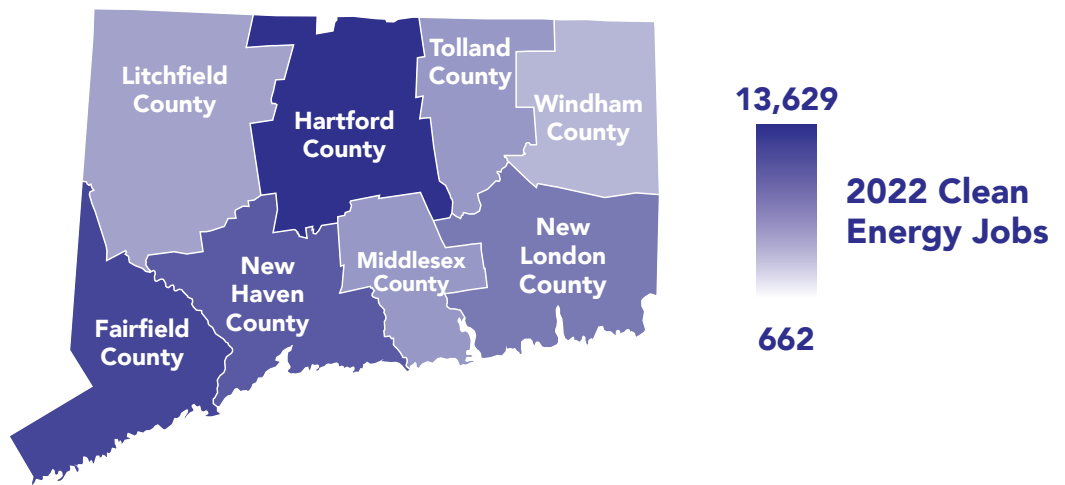 Litchfield
County
Hartford
County
Tolland
County
Windham
County
New
London
County
Middlesex
County
New
Haven
County
Fairfield
County
13,629
2022 Clean
Energy Jobs
662